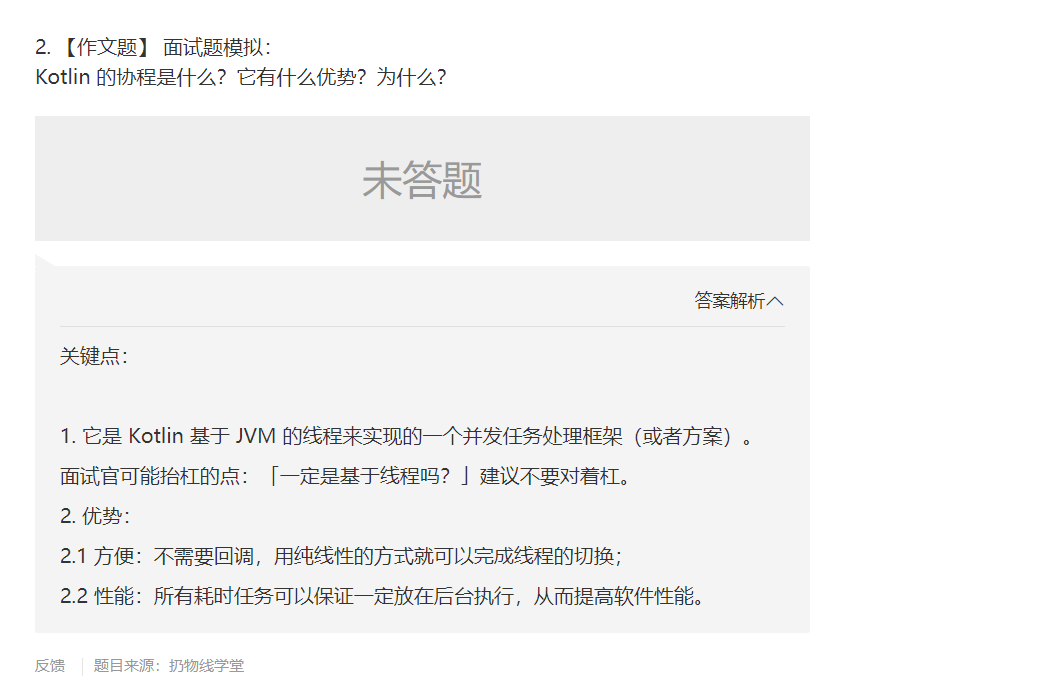 2. 【作文题】 面试题模拟：
Kotlin 的协程是什么？它有什么优势？为什么？
未答题
答案解析
关键点：
1. 它是 Kotlin 基于 JVM 的线程来实现的一个并发任务处理框架（或者方案）。
面试官可能抬杠的点：「一定是基于线程吗？」建议不要对着杠。
2. 优势：
2.1 方便：不需要回调，用纯线性的方式就可以完成线程的切换；
2.2 性能：所有耗时任务可以保证一定放在后台执行，从而提高软件性能。
反馈 | 题目来源：扔物线学堂